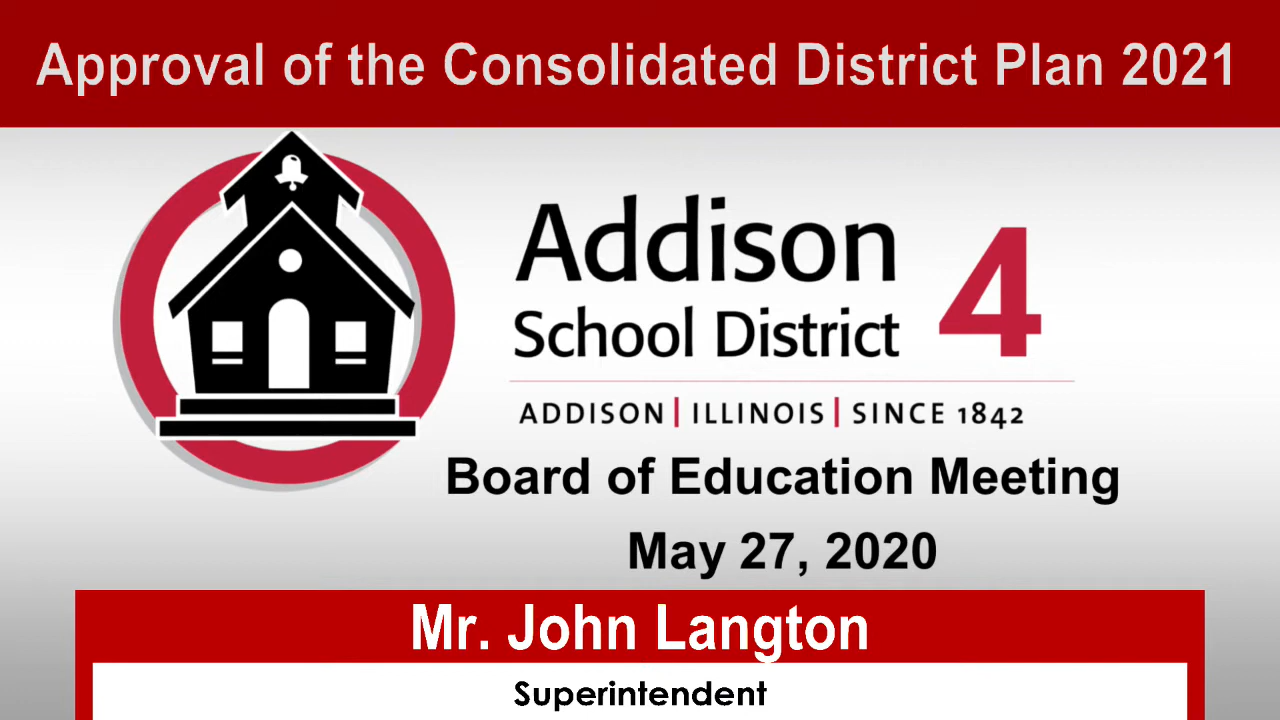 Approval of the Consolidated District Plan 2021
Addison
School District 4
ADDISON | ILLINOIS | SINCE 1842
Board of Education Meeting
May 27, 2020
Mr. John Langton
Superintendent